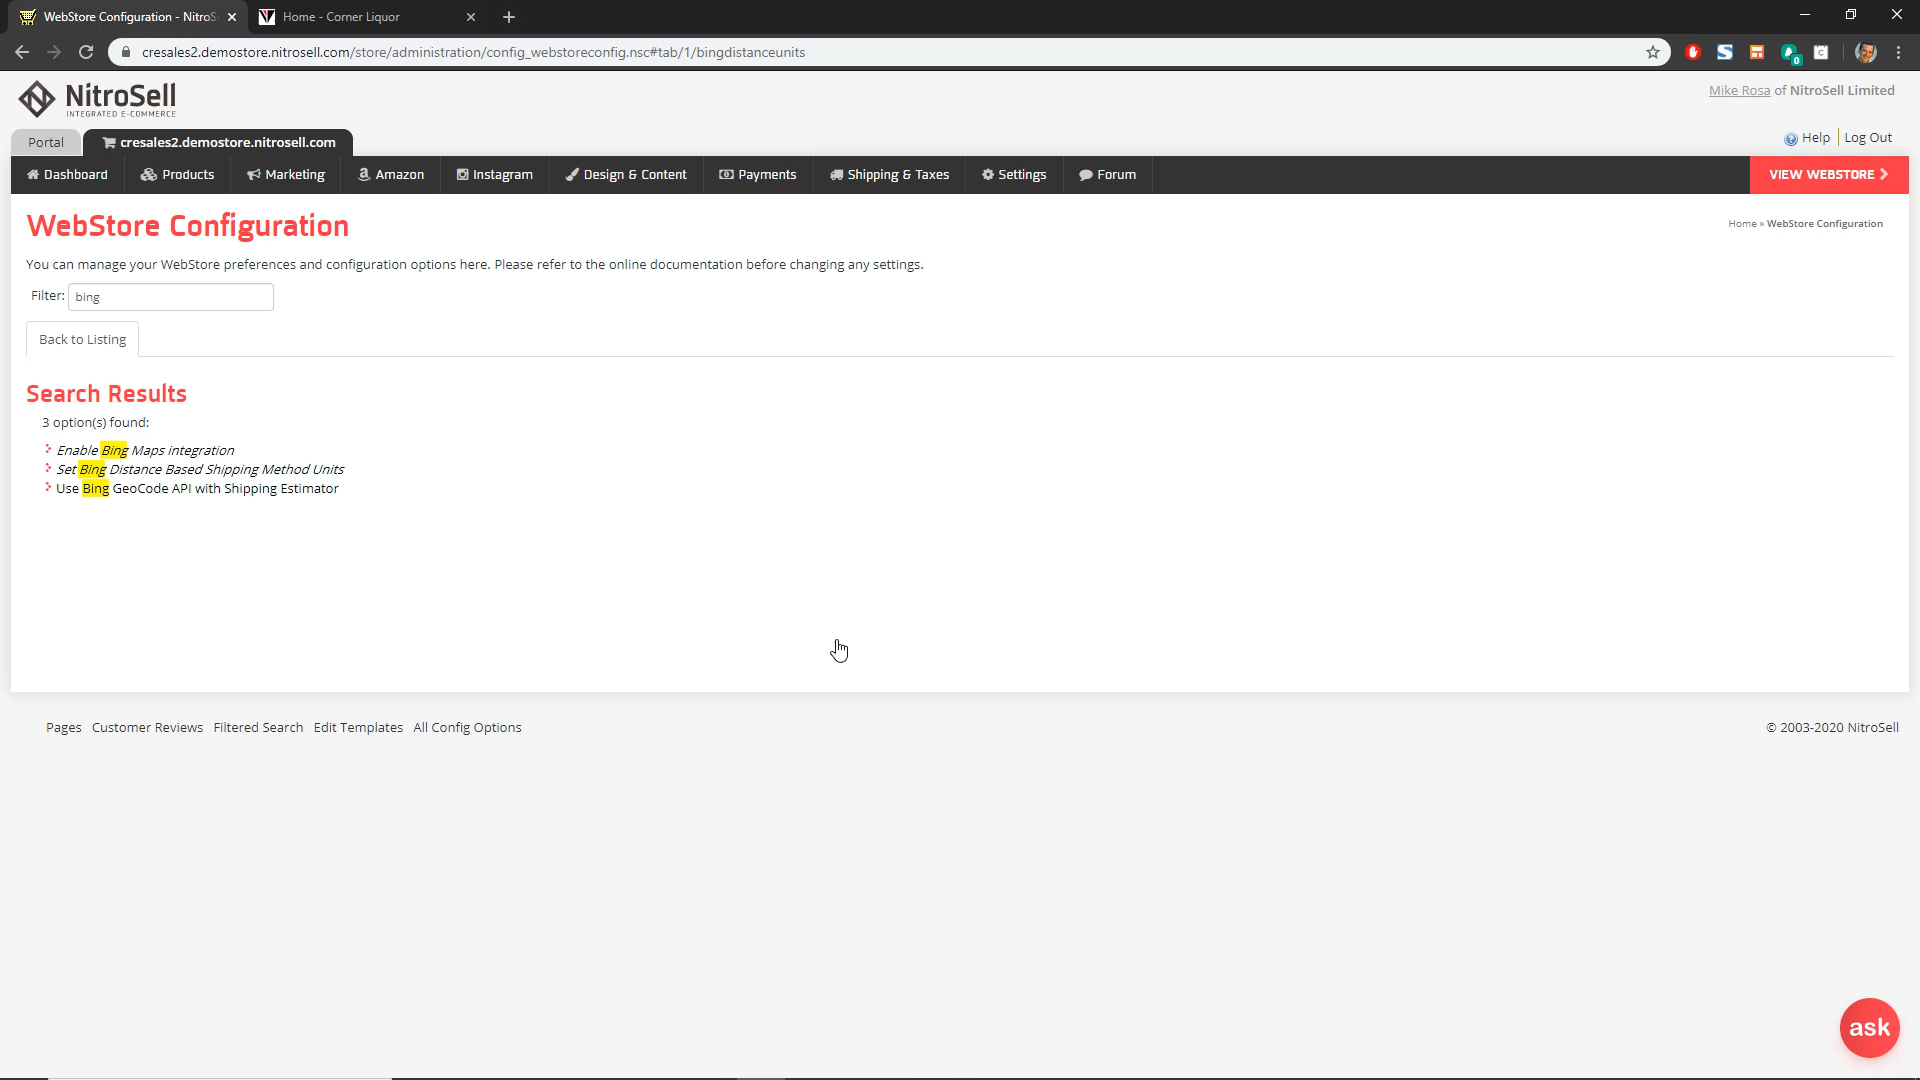 WebStore Configuration - NitroS
Home - Corner Liquor
cresales2.demostore.nitrosell.com/store/administration/config_webstoreconfig.nsc#tab/1/bingdistanceunits
0
C
NitroSell
INTEGRATED E-COMMERCE
Mike Rosa of NitroSell Limited
Portal
cresales2.demostore.nitrosell.com
Help
Log Out
Dashboard
Products
Marketing
Amazon
Instagram
Design & Content
Payments
Shipping & Taxes
Settings
Forum
VIEW WEBSTORE
WebStore Configuration
Home » WebStore Configuration
You can manage your WebStore preferences and configuration options here. Please refer to the online documentation before changing any settings.
Filter: bing
Back to Listing
Search Results
3 option(s) found:
Enable Bing Maps integration
Set Bing Distance Based Shipping Method Units
Use Bing GeoCode API with Shipping Estimator
Pages Customer Reviews Filtered Search Edit Templates All Config Options
© 2003-2020 NitroSell
ask